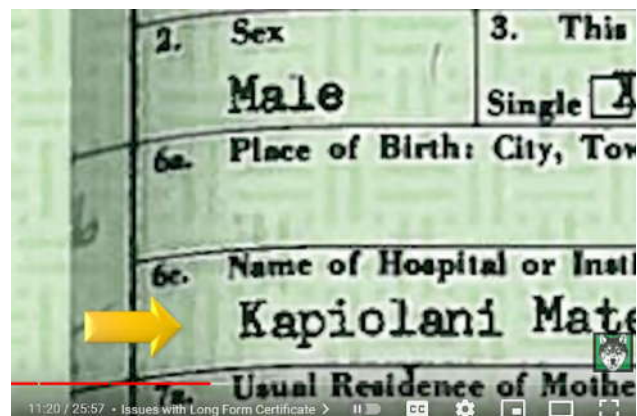 2. Sex 3. This
Male Single X
6a. Place of Birth: City, Tow
6c. Name of Hospital or Insti
Kapiolani Mate
7a. Usual Residence of Mothe
11:20 / 25:57 • Issues with Long Form Certificate >
CC